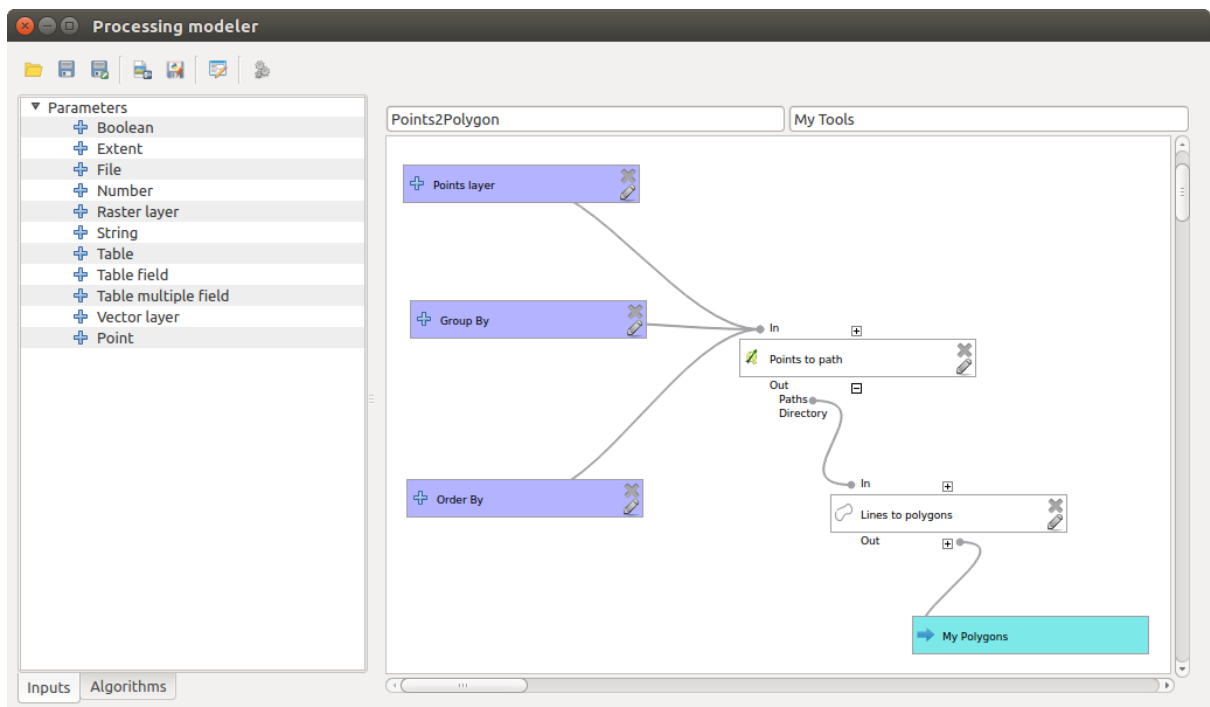 Processing modeler
Parameters
Boolean
Extent
File
Number
Raster layer
String
Table
Table field
Table multiple field
Vector layer
Point
Inputs
Algorithms
Points2Polygon
My Tools
Points layer
Group By
In
Points to path
Out
Paths
Directory
Order By
In
Lines to polygons
Out
My Polygons